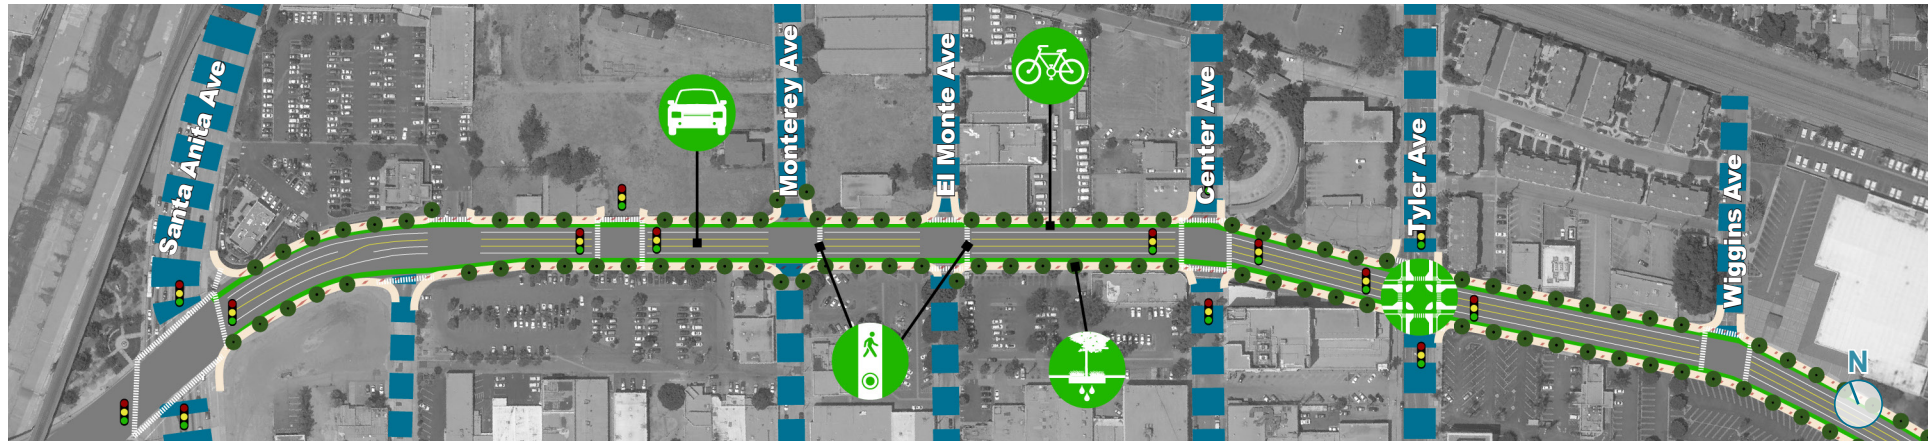 Santa Anita Ave
Monterey Ave
El Monte Ave
Center Ave
Tyler Ave
Wiggins Ave
N